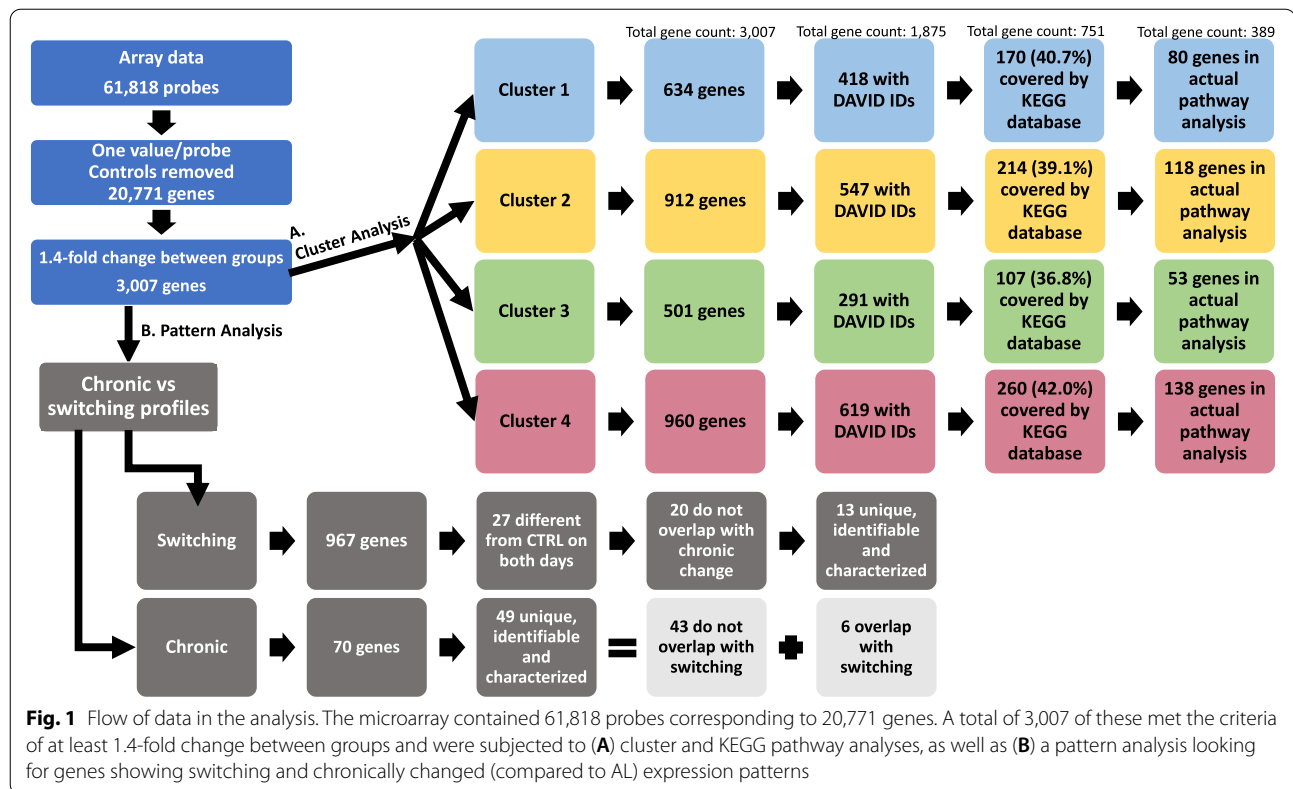 Total gene count: 3,007
Total gene count: 1,875
Total gene count: 751
Total gene count: 389
Array data
61,818 probes
One value/probe
Controls removed
20,771 genes
1.4-fold change between groups
3,007 genes
A.
Cluster Analysis
B. Pattern Analysis
Cluster 1
634 genes
418 with
DAVID IDs
170 (40.7%)
covered by
KEGG
database
80 genes in
actual
pathway
analysis
Cluster 2
912 genes
547 with
DAVID IDs
214 (39.1%)
covered by
KEGG
database
118 genes in
actual
pathway
analysis
Cluster 3
501 genes
291 with
DAVID IDs
107 (36.8%)
covered by
KEGG
database
53 genes in
actual
pathway
analysis
Cluster 4
960 genes
619 with
DAVID IDs
260 (42.0%)
covered by
KEGG
database
138 genes in
actual
pathway
analysis
Chronic vs
switching profiles
Switching
967 genes
27 different
from CTRL on
both days
20 do not
overlap with
chronic
change
13 unique,
identifiable
and
characterized
Chronic
70 genes
49 unique,
identifiable
and
characterized
=
43 do not
overlap with
switching
+
6 overlap
with
switching
Fig. 1 Flow of data in the analysis. The microarray contained 61,818 probes corresponding to 20,771 genes. A total of 3,007 of these met the criteria
of at least 1.4-fold change between groups and were subjected to (A) cluster and KEGG pathway analyses, as well as (B) a pattern analysis looking
for genes showing switching and chronically changed (compared to AL) expression patterns